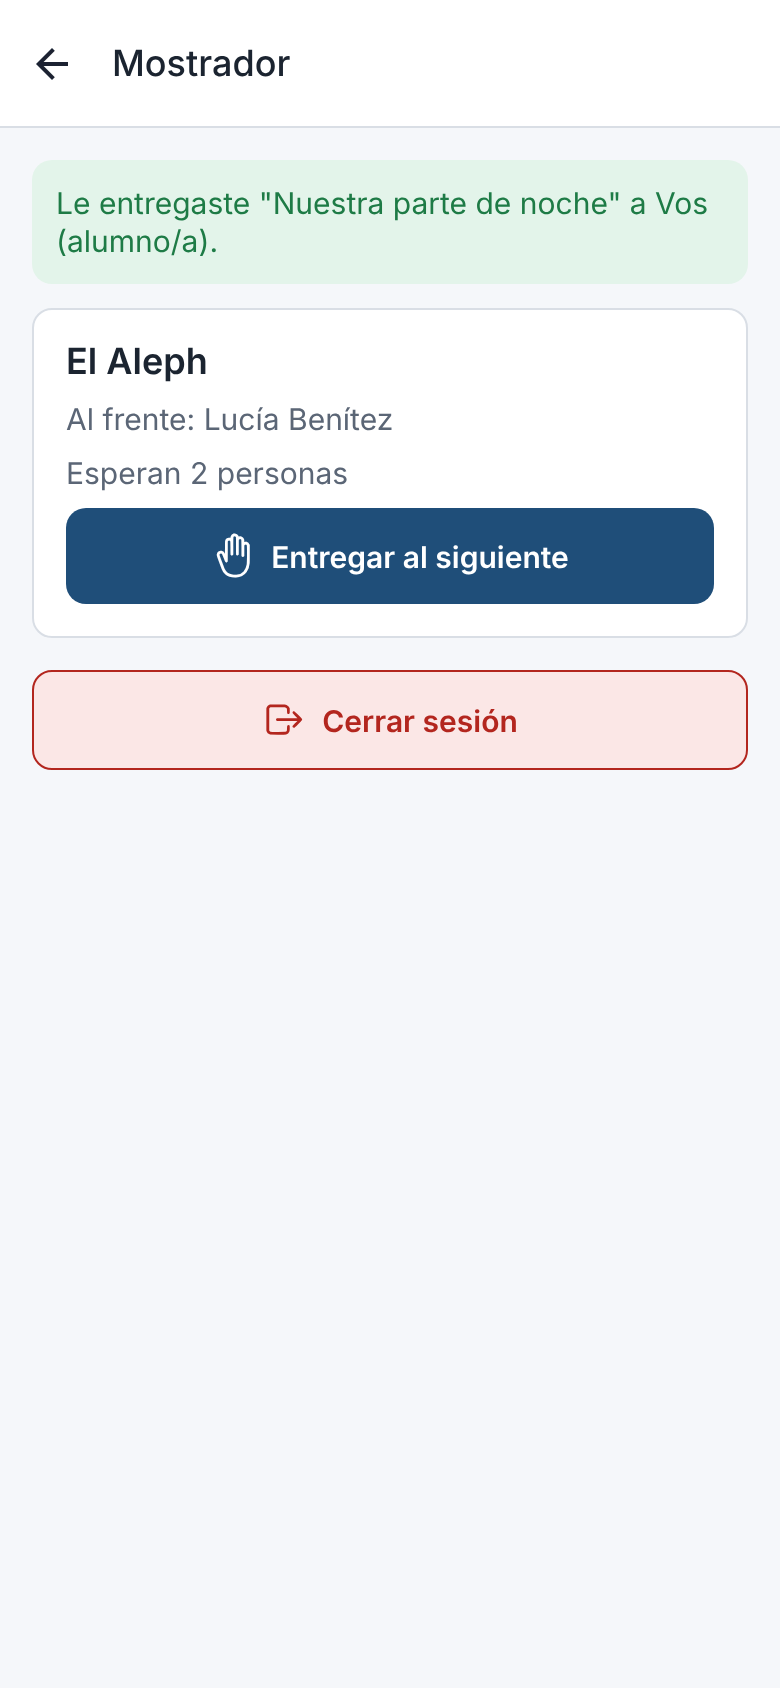 Mostrador
Le entregaste "Nuestra parte de noche" a Vos
(alumno/a).
El Aleph
Al frente: Lucía Benítez
Esperan 2 personas
Entregar al siguiente
Cerrar sesión